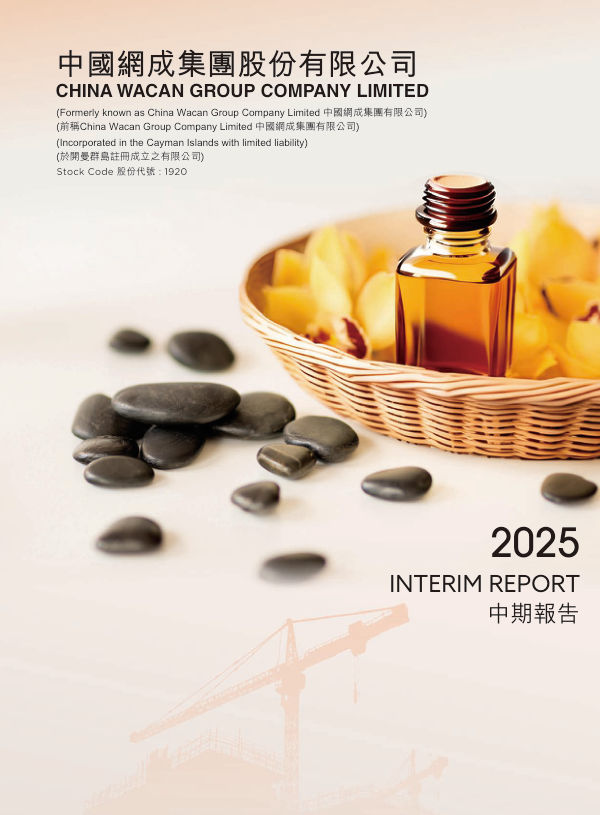 中國網成集團股份有限公司
CHINA WACAN GROUP COMPANY LIMITED
(Formerly known as China Wacan Group Company Limited 中國網成集團有限公司)
(前稱China Wacan Group Company Limited 中國網成集團有限公司)
(Incorporated in the Cayman Islands with limited liability)
(於開曼群島註冊成立之有限公司)
Stock Code 股份代號 : 1920
2025
INTERIM REPORT
中期報告